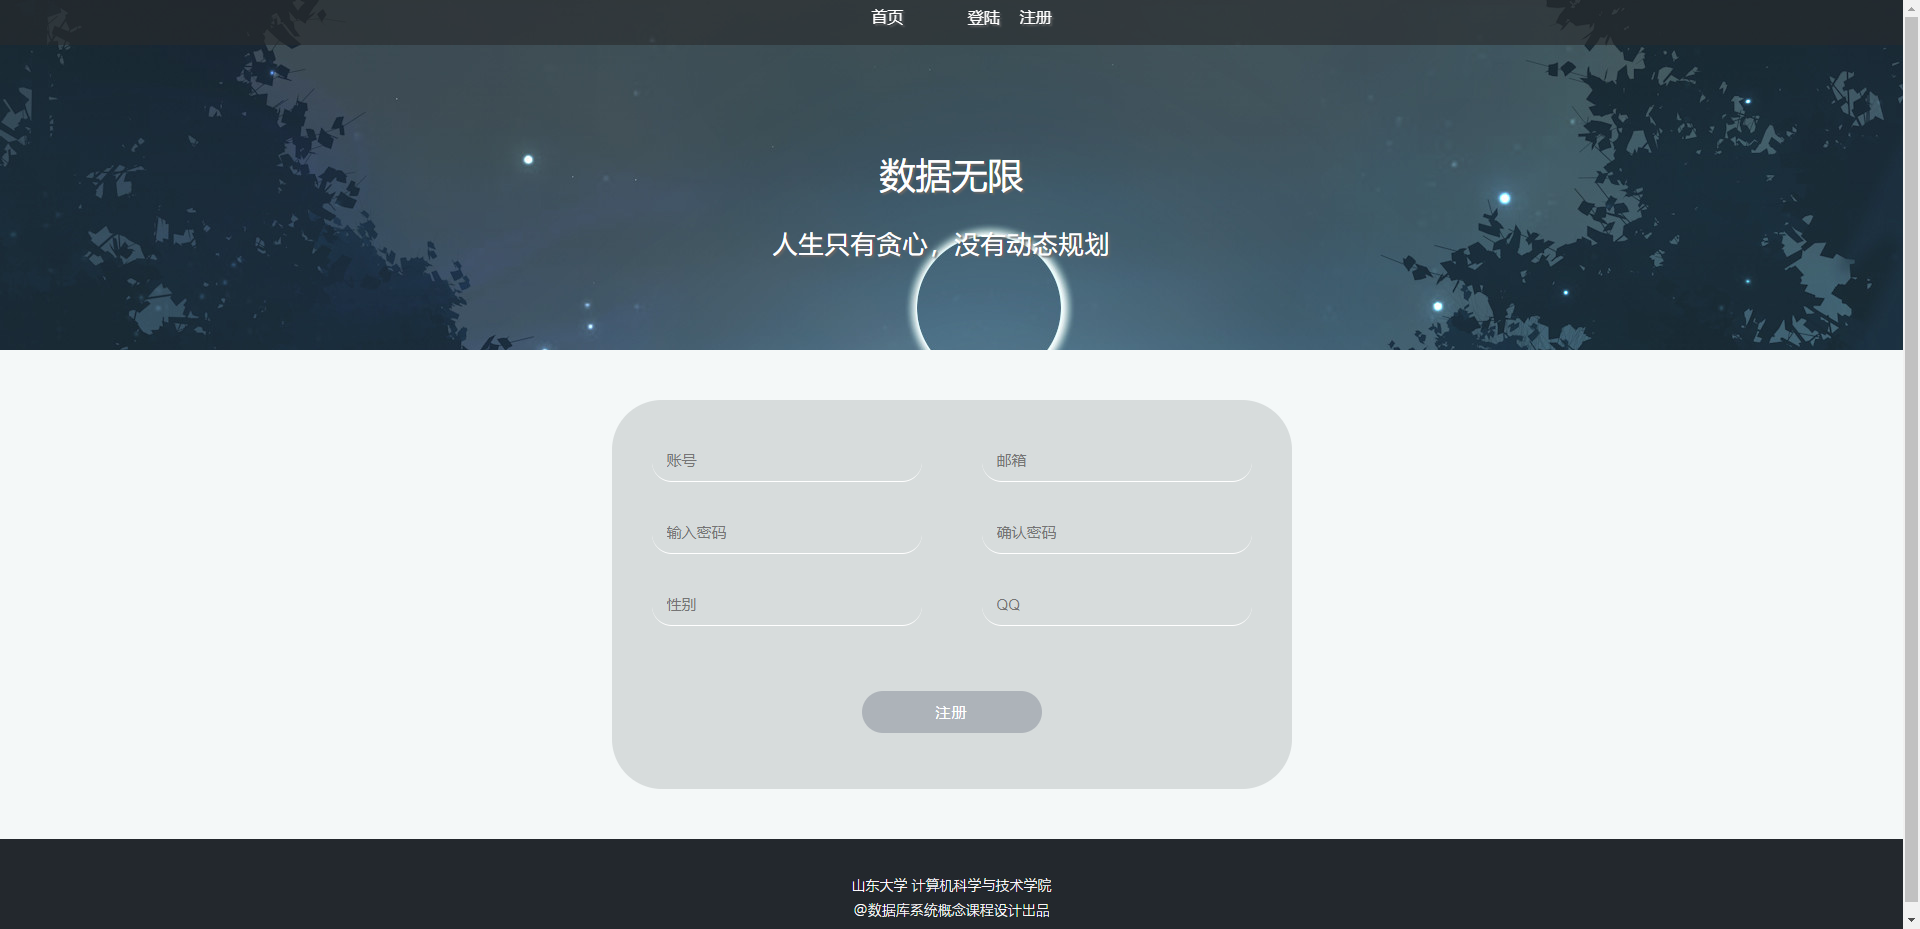 首页 登陆 注册
数据无限
人生只有贪心，没有动态规划
账号 邮箱
输入密码 确认密码
性别 QQ
注册
山东大学 计算机科学与技术学院
@数据库系统概念课程设计出品